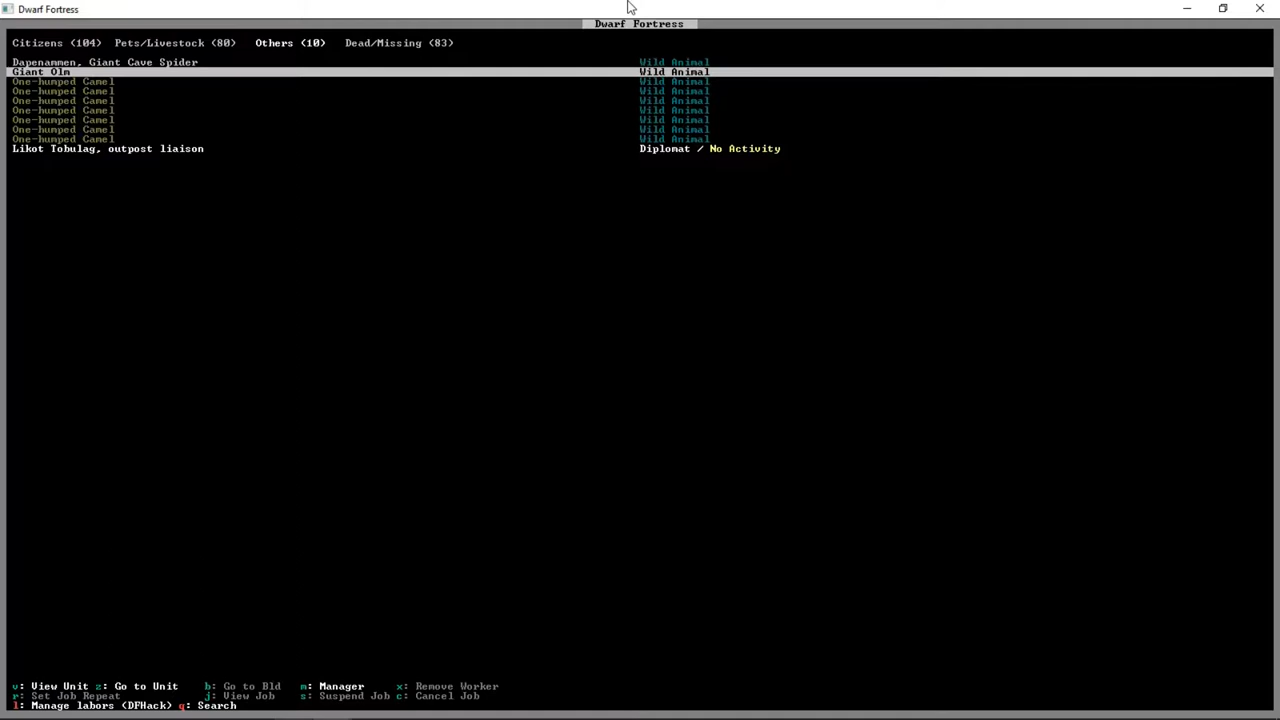 Dwarf Fortress
Dwarf Fortress
Citizens (104) Pets/Livestock (80) Others (10) Dead/Missing (83)
Dapenammen, Giant Cave Spider Wild Animal
Giant Olm Wild Animal
One-humped Camel Wild Animal
One-humped Camel Wild Animal
One-humped Camel Wild Animal
One-humped Camel Wild Animal
One-humped Camel Wild Animal
One-humped Camel Wild Animal
One-humped Camel Wild Animal
Likot Tobulag, outpost liaison Diplomat / No Activity
v: View Unit z: Go to Unit b: Go to Bld m: Manager x: Remove Worker
r: Set Job Repeat j: View Job s: Suspend Job c: Cancel Job
l: Manage labors (DFHack) q: Search